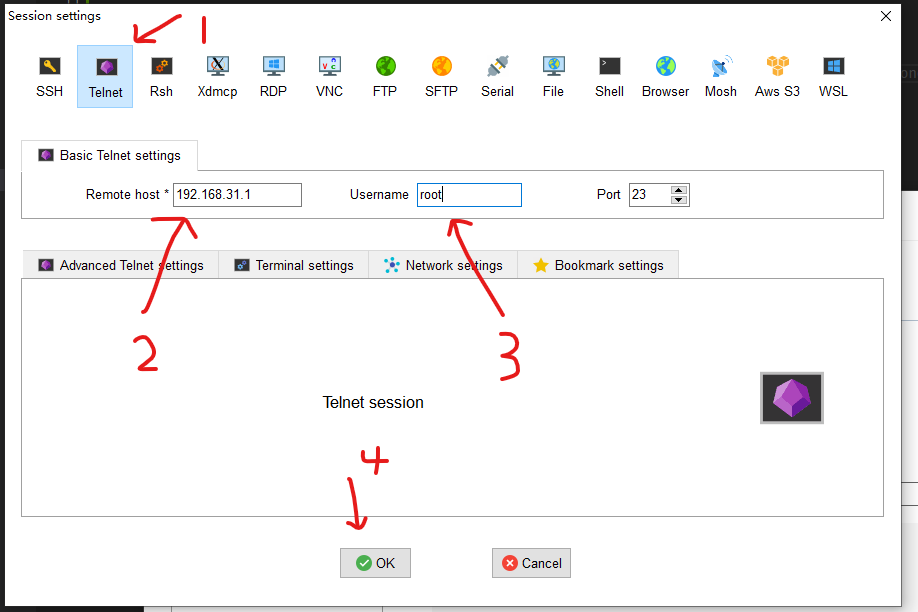 Session settings
1
SSH Telnet Rsh Xdmcp RDP VNC FTP SFTP Serial File Shell Browser Mosh Aws S3 WSL
Basic Telnet settings
Remote host * 192.168.31.1 Username root Port 23
Advanced Telnet settings Terminal settings Network settings Bookmark settings
2 3
Telnet session
4
OK Cancel